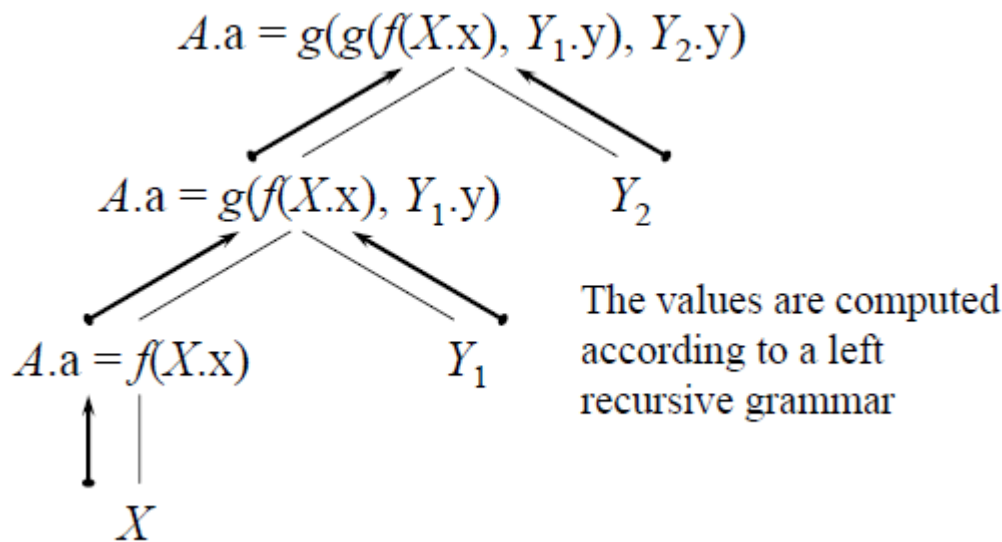 A.a = g(g(f(X.x), Y₁.y), Y₂.y)
A.a = g(f(X.x), Y₁.y)
Y₂
The values are computed
according to a left
recursive grammar
A.a = f(X.x)
Y₁
X